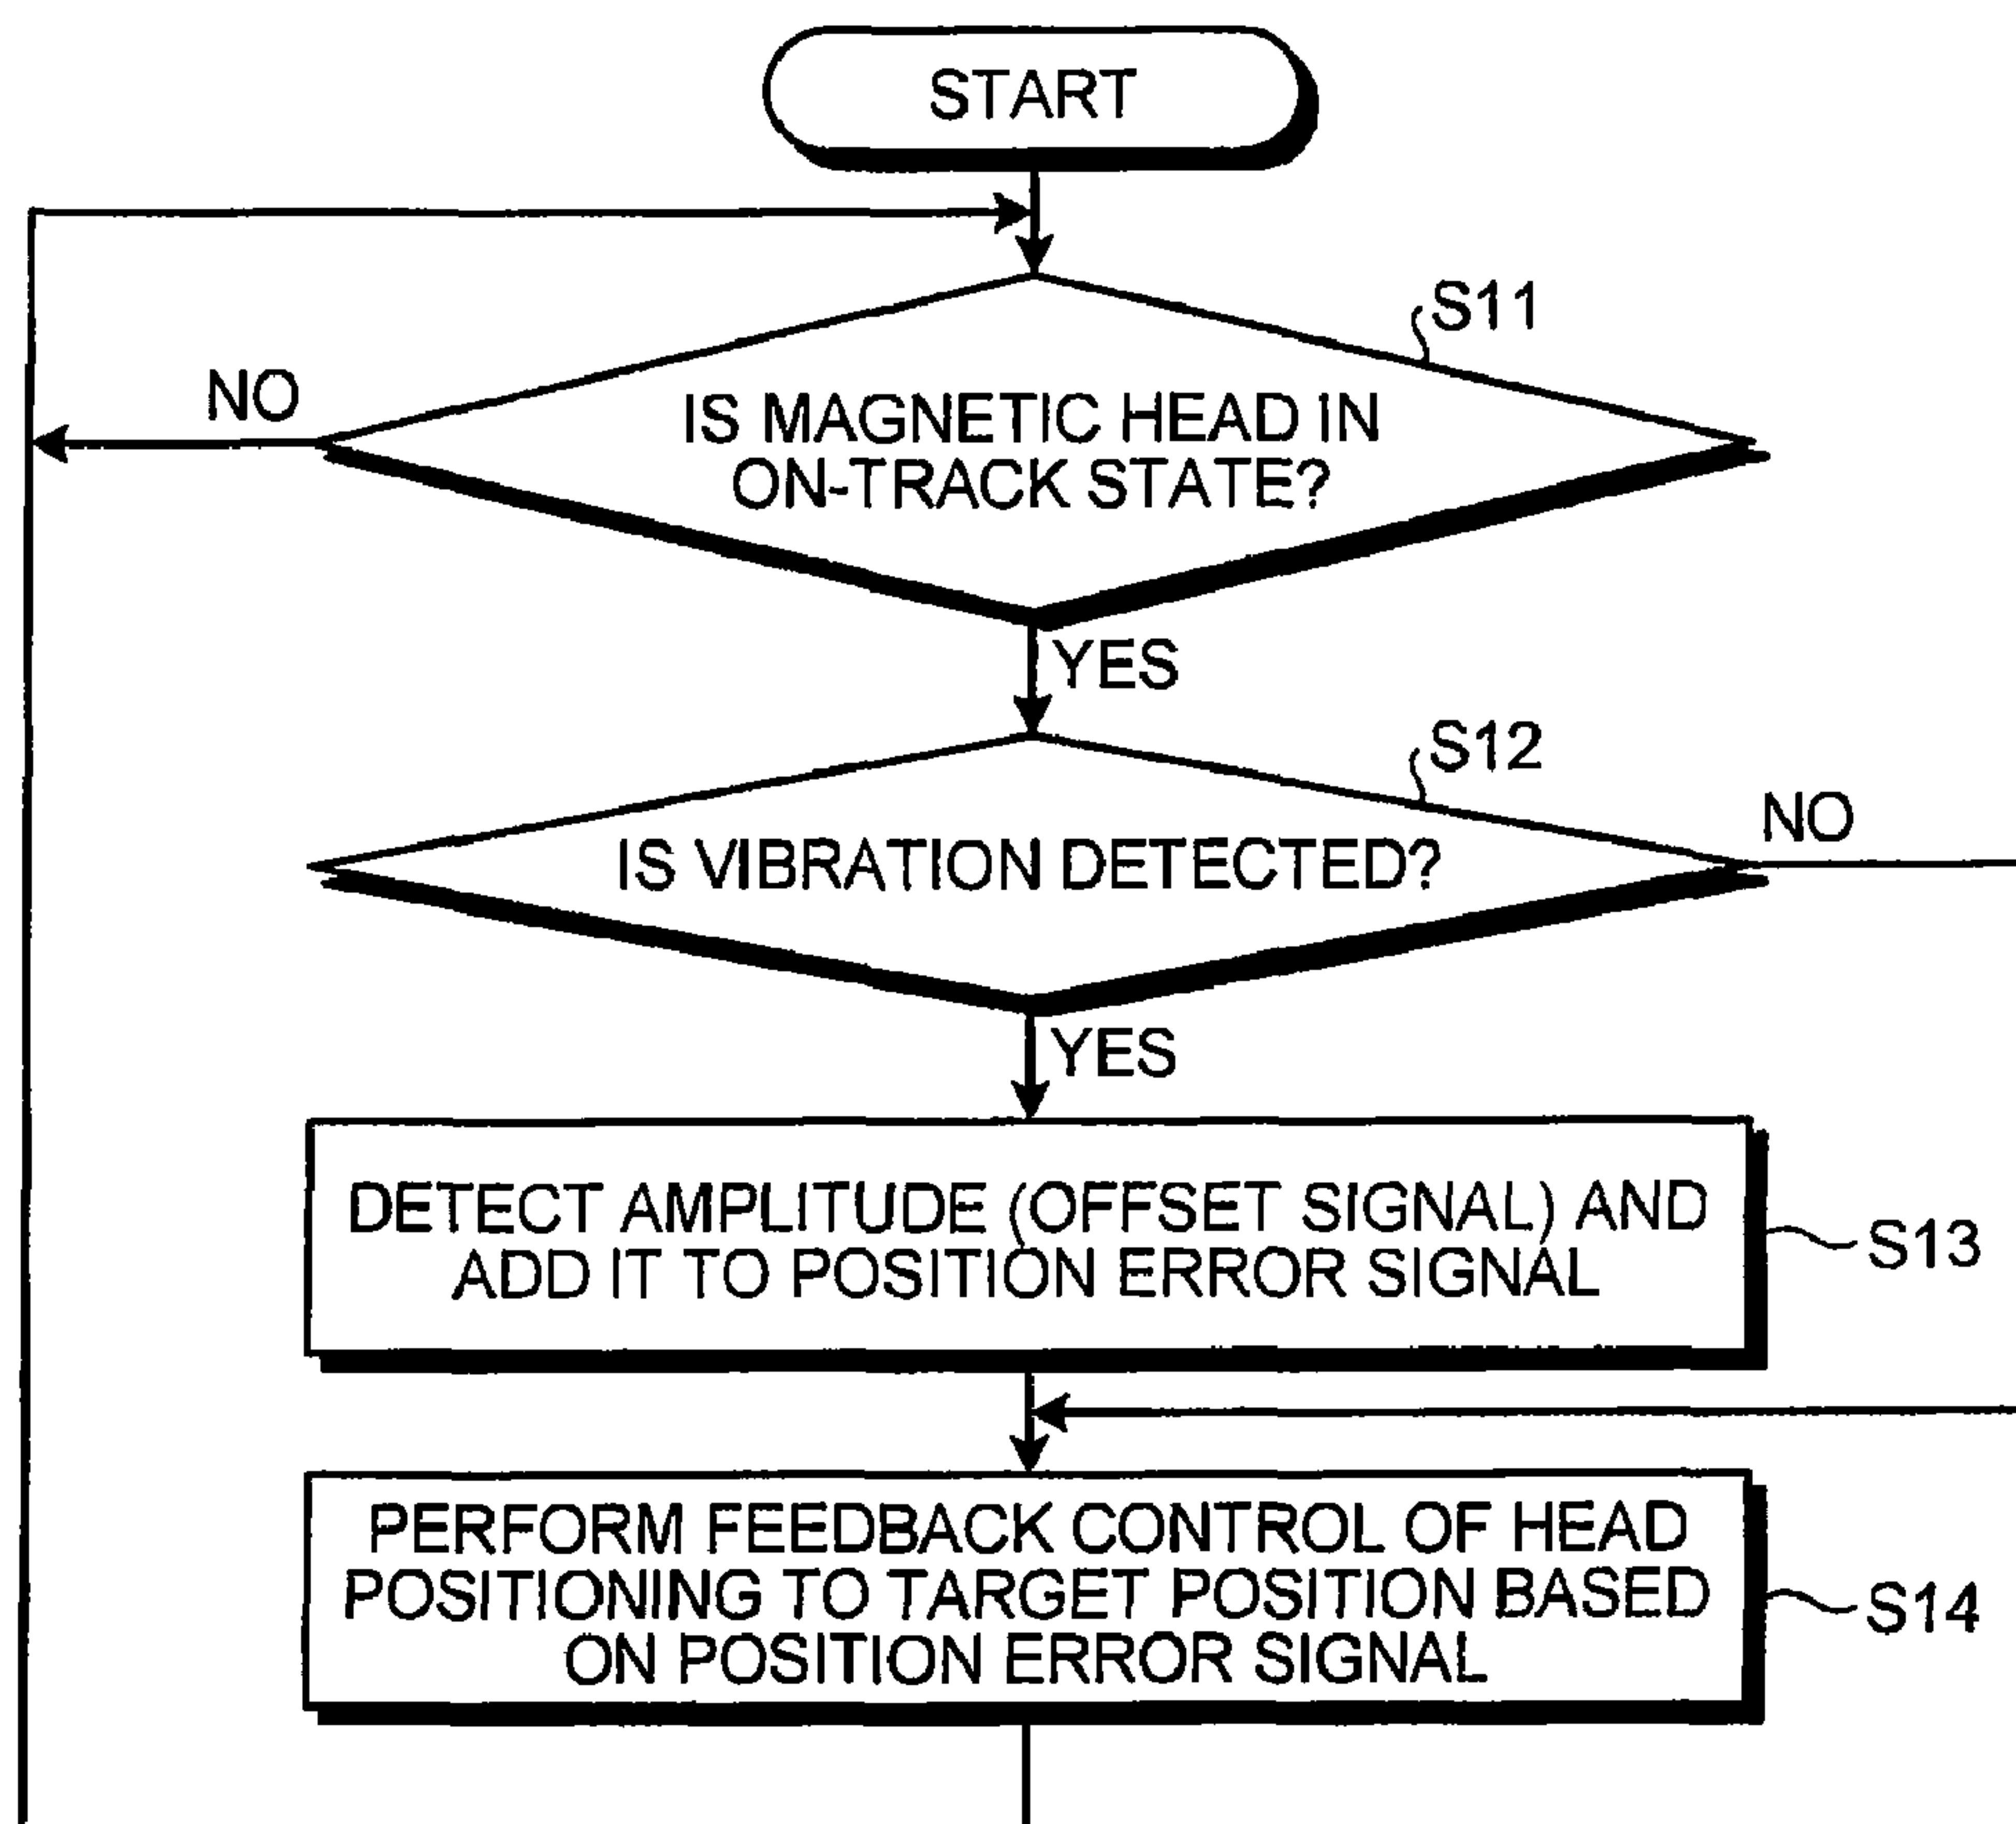 START
S11
NO
IS MAGNETIC HEAD IN
ON-TRACK STATE?
YES
S12
NO
IS VIBRATION DETECTED?
YES
DETECT AMPLITUDE (OFFSET SIGNAL) AND
ADD IT TO POSITION ERROR SIGNAL
S13
PERFORM FEEDBACK CONTROL OF HEAD
POSITIONING TO TARGET POSITION BASED
ON POSITION ERROR SIGNAL
S14